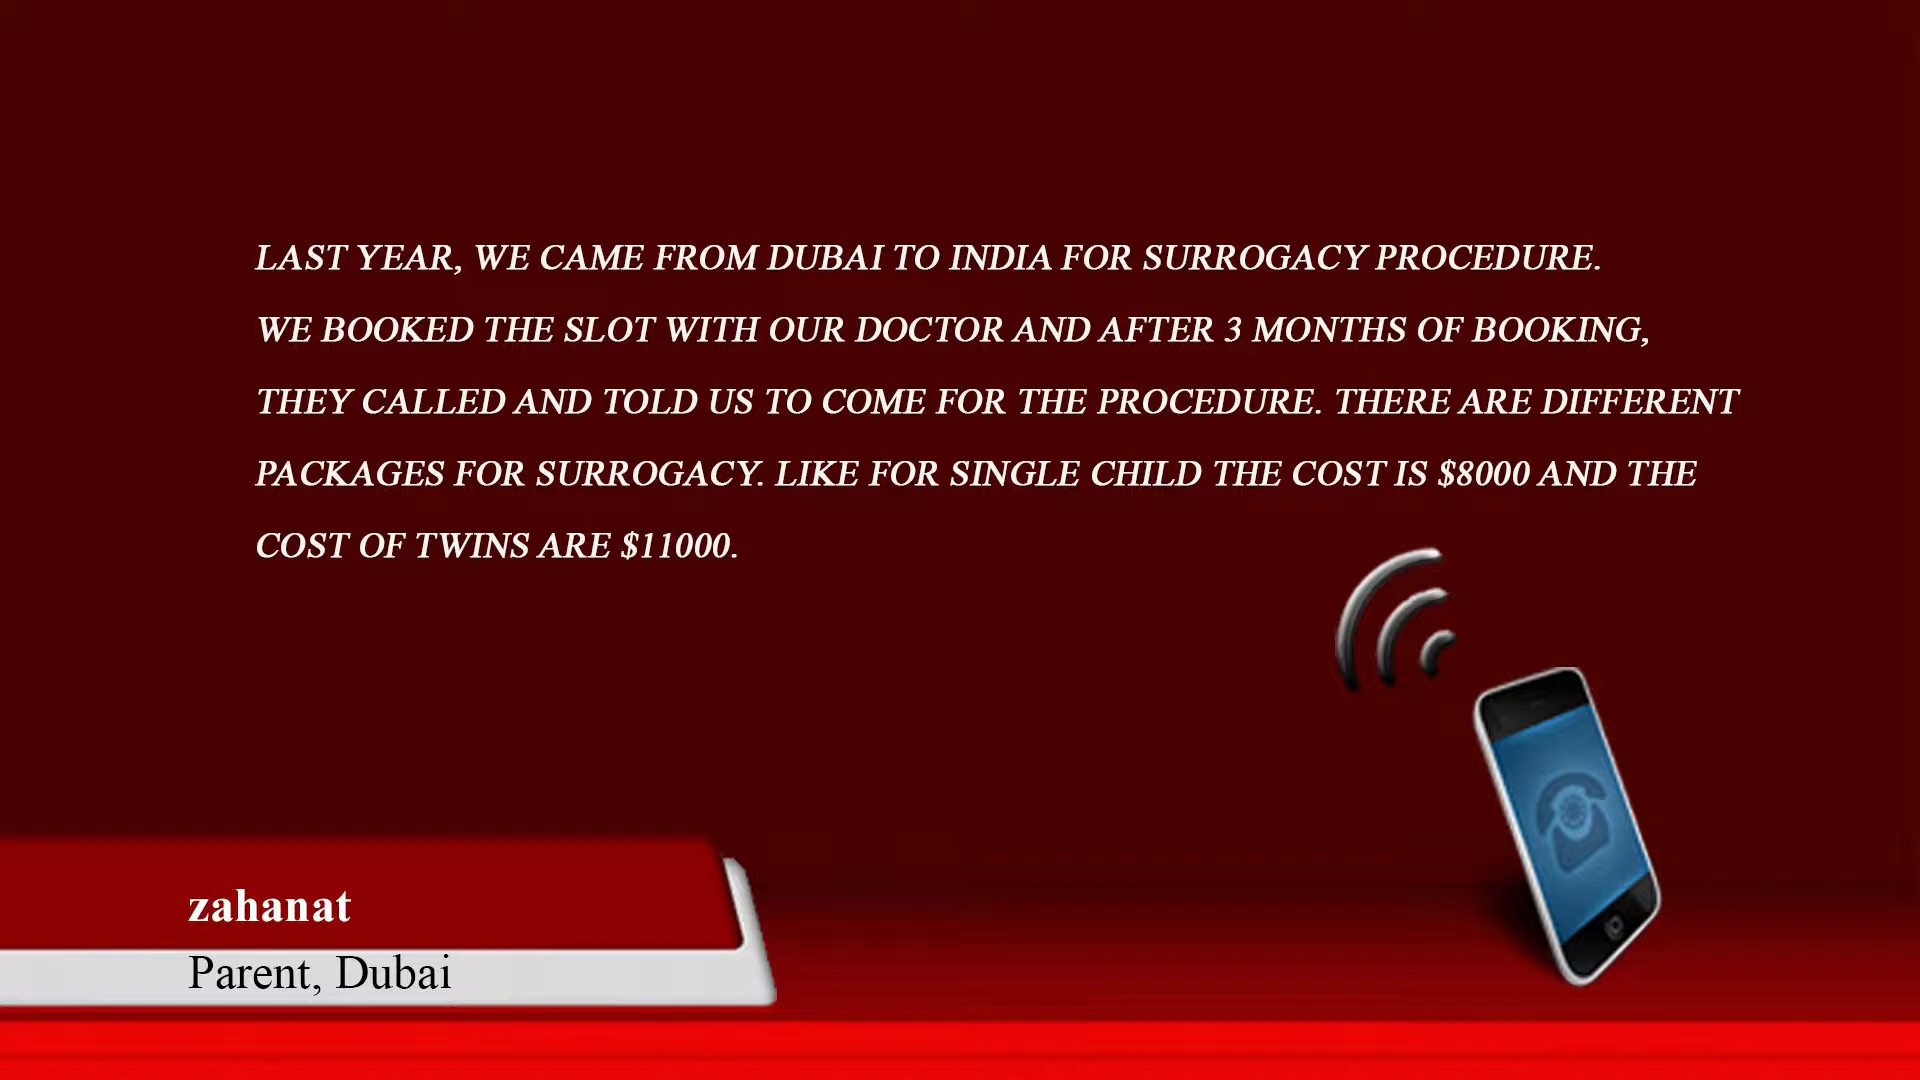 LAST YEAR, WE CAME FROM DUBAI TO INDIA FOR SURROGACY PROCEDURE.
WE BOOKED THE SLOT WITH OUR DOCTOR AND AFTER 3 MONTHS OF BOOKING,
THEY CALLED AND TOLD US TO COME FOR THE PROCEDURE. THERE ARE DIFFERENT
PACKAGES FOR SURROGACY. LIKE FOR SINGLE CHILD THE COST IS $8000 AND THE
COST OF TWINS ARE $11000.
zahanat
Parent, Dubai